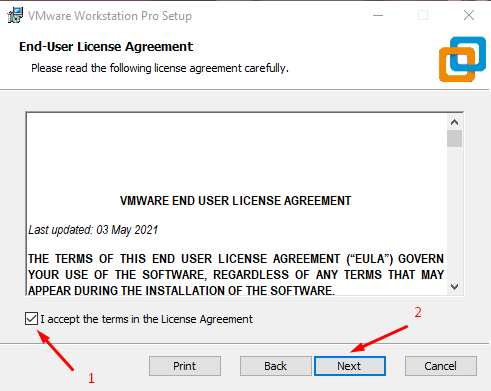 VMware Workstation Pro Setup
End-User License Agreement
Please read the following license agreement carefully.
VMWARE END USER LICENSE AGREEMENT
Last updated: 03 May 2021
THE TERMS OF THIS END USER LICENSE AGREEMENT (“EULA”) GOVERN
YOUR USE OF THE SOFTWARE, REGARDLESS OF ANY TERMS THAT MAY
APPEAR DURING THE INSTALLATION OF THE SOFTWARE.
I accept the terms in the License Agreement
2
1
Print Back Next Cancel